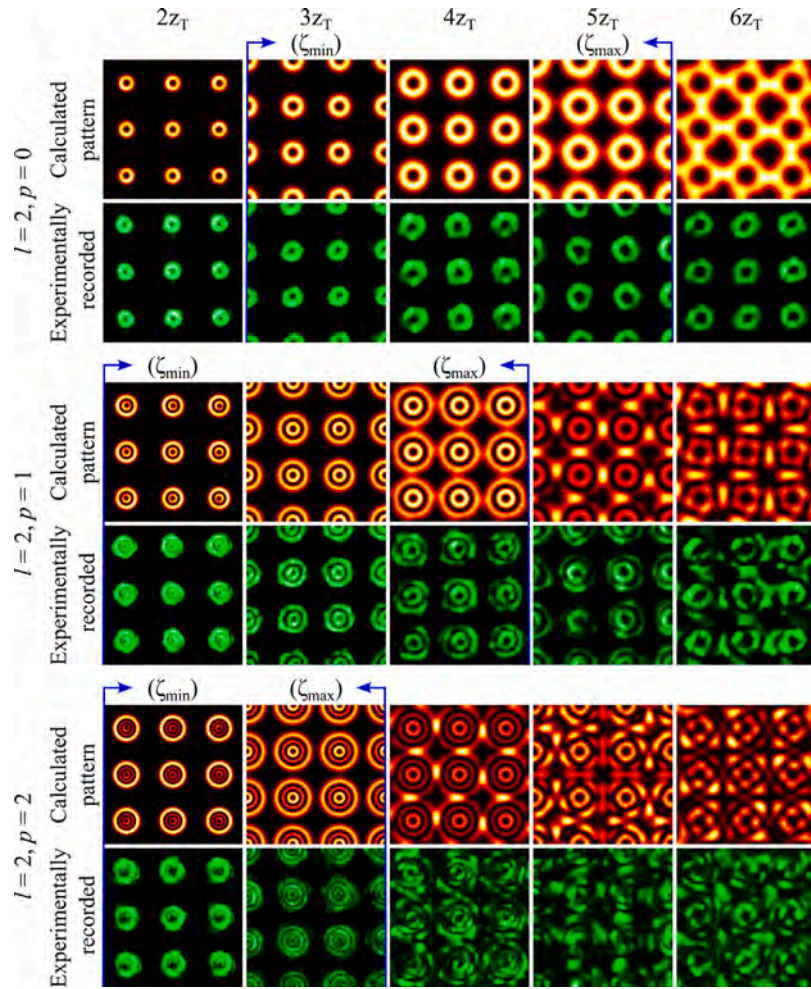 2z_T 3z_T 4z_T 5z_T 6z_T
(ζ_min) (ζ_max)
l = 2, p = 0
Calculated
pattern
Experimentally
recorded
(ζ_min) (ζ_max)
l = 2, p = 1
Calculated
pattern
Experimentally
recorded
(ζ_min) (ζ_max)
l = 2, p = 2
Calculated
pattern
Experimentally
recorded